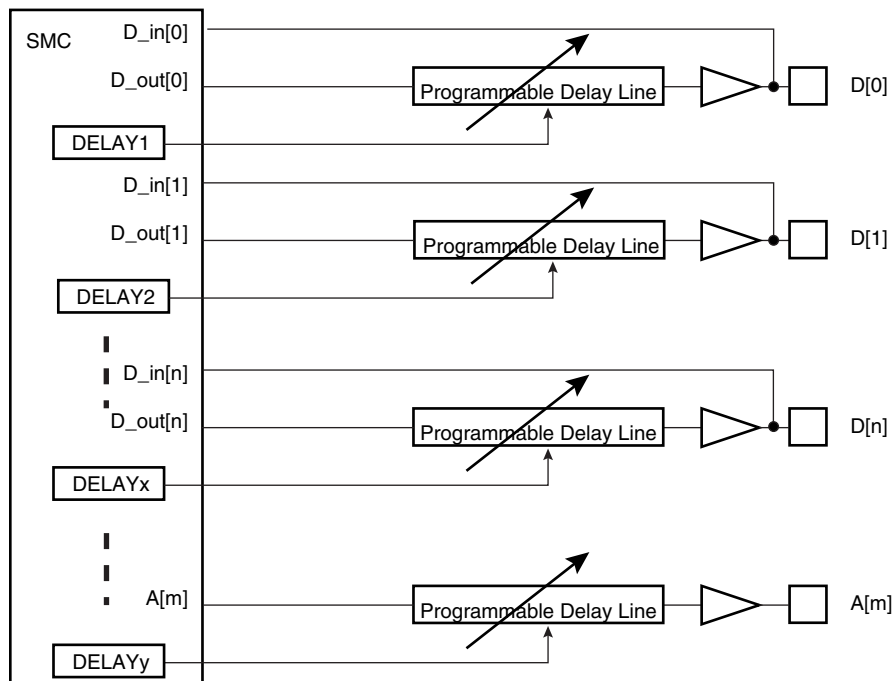 SMC
D_in[0]
D_out[0]
Programmable Delay Line
D[0]
DELAY1
D_in[1]
D_out[1]
Programmable Delay Line
D[1]
DELAY2
D_in[n]
D_out[n]
Programmable Delay Line
D[n]
DELAYx
A[m]
Programmable Delay Line
A[m]
DELAYy